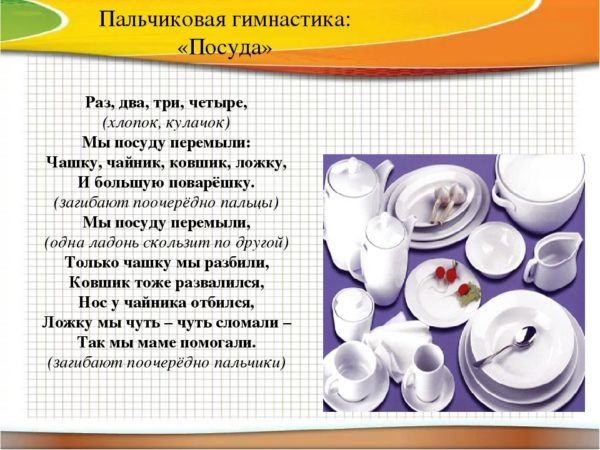 Пальчиковая гимнастика:
«Посуда»
Раз, два, три, четыре,
(хлопок, кулачок)
Мы посуду перемыли:
Чашку, чайник, ковшик, ложку,
И большую поварёшку.
(загибают поочерёдно пальцы)
Мы посуду перемыли,
(одна ладонь скользит по другой)
Только чашку мы разбили,
Ковшик тоже развалился,
Нос у чайника отбился,
Ложку мы чуть – чуть сломали –
Так мы маме помогали.
(загибают поочерёдно пальчики)